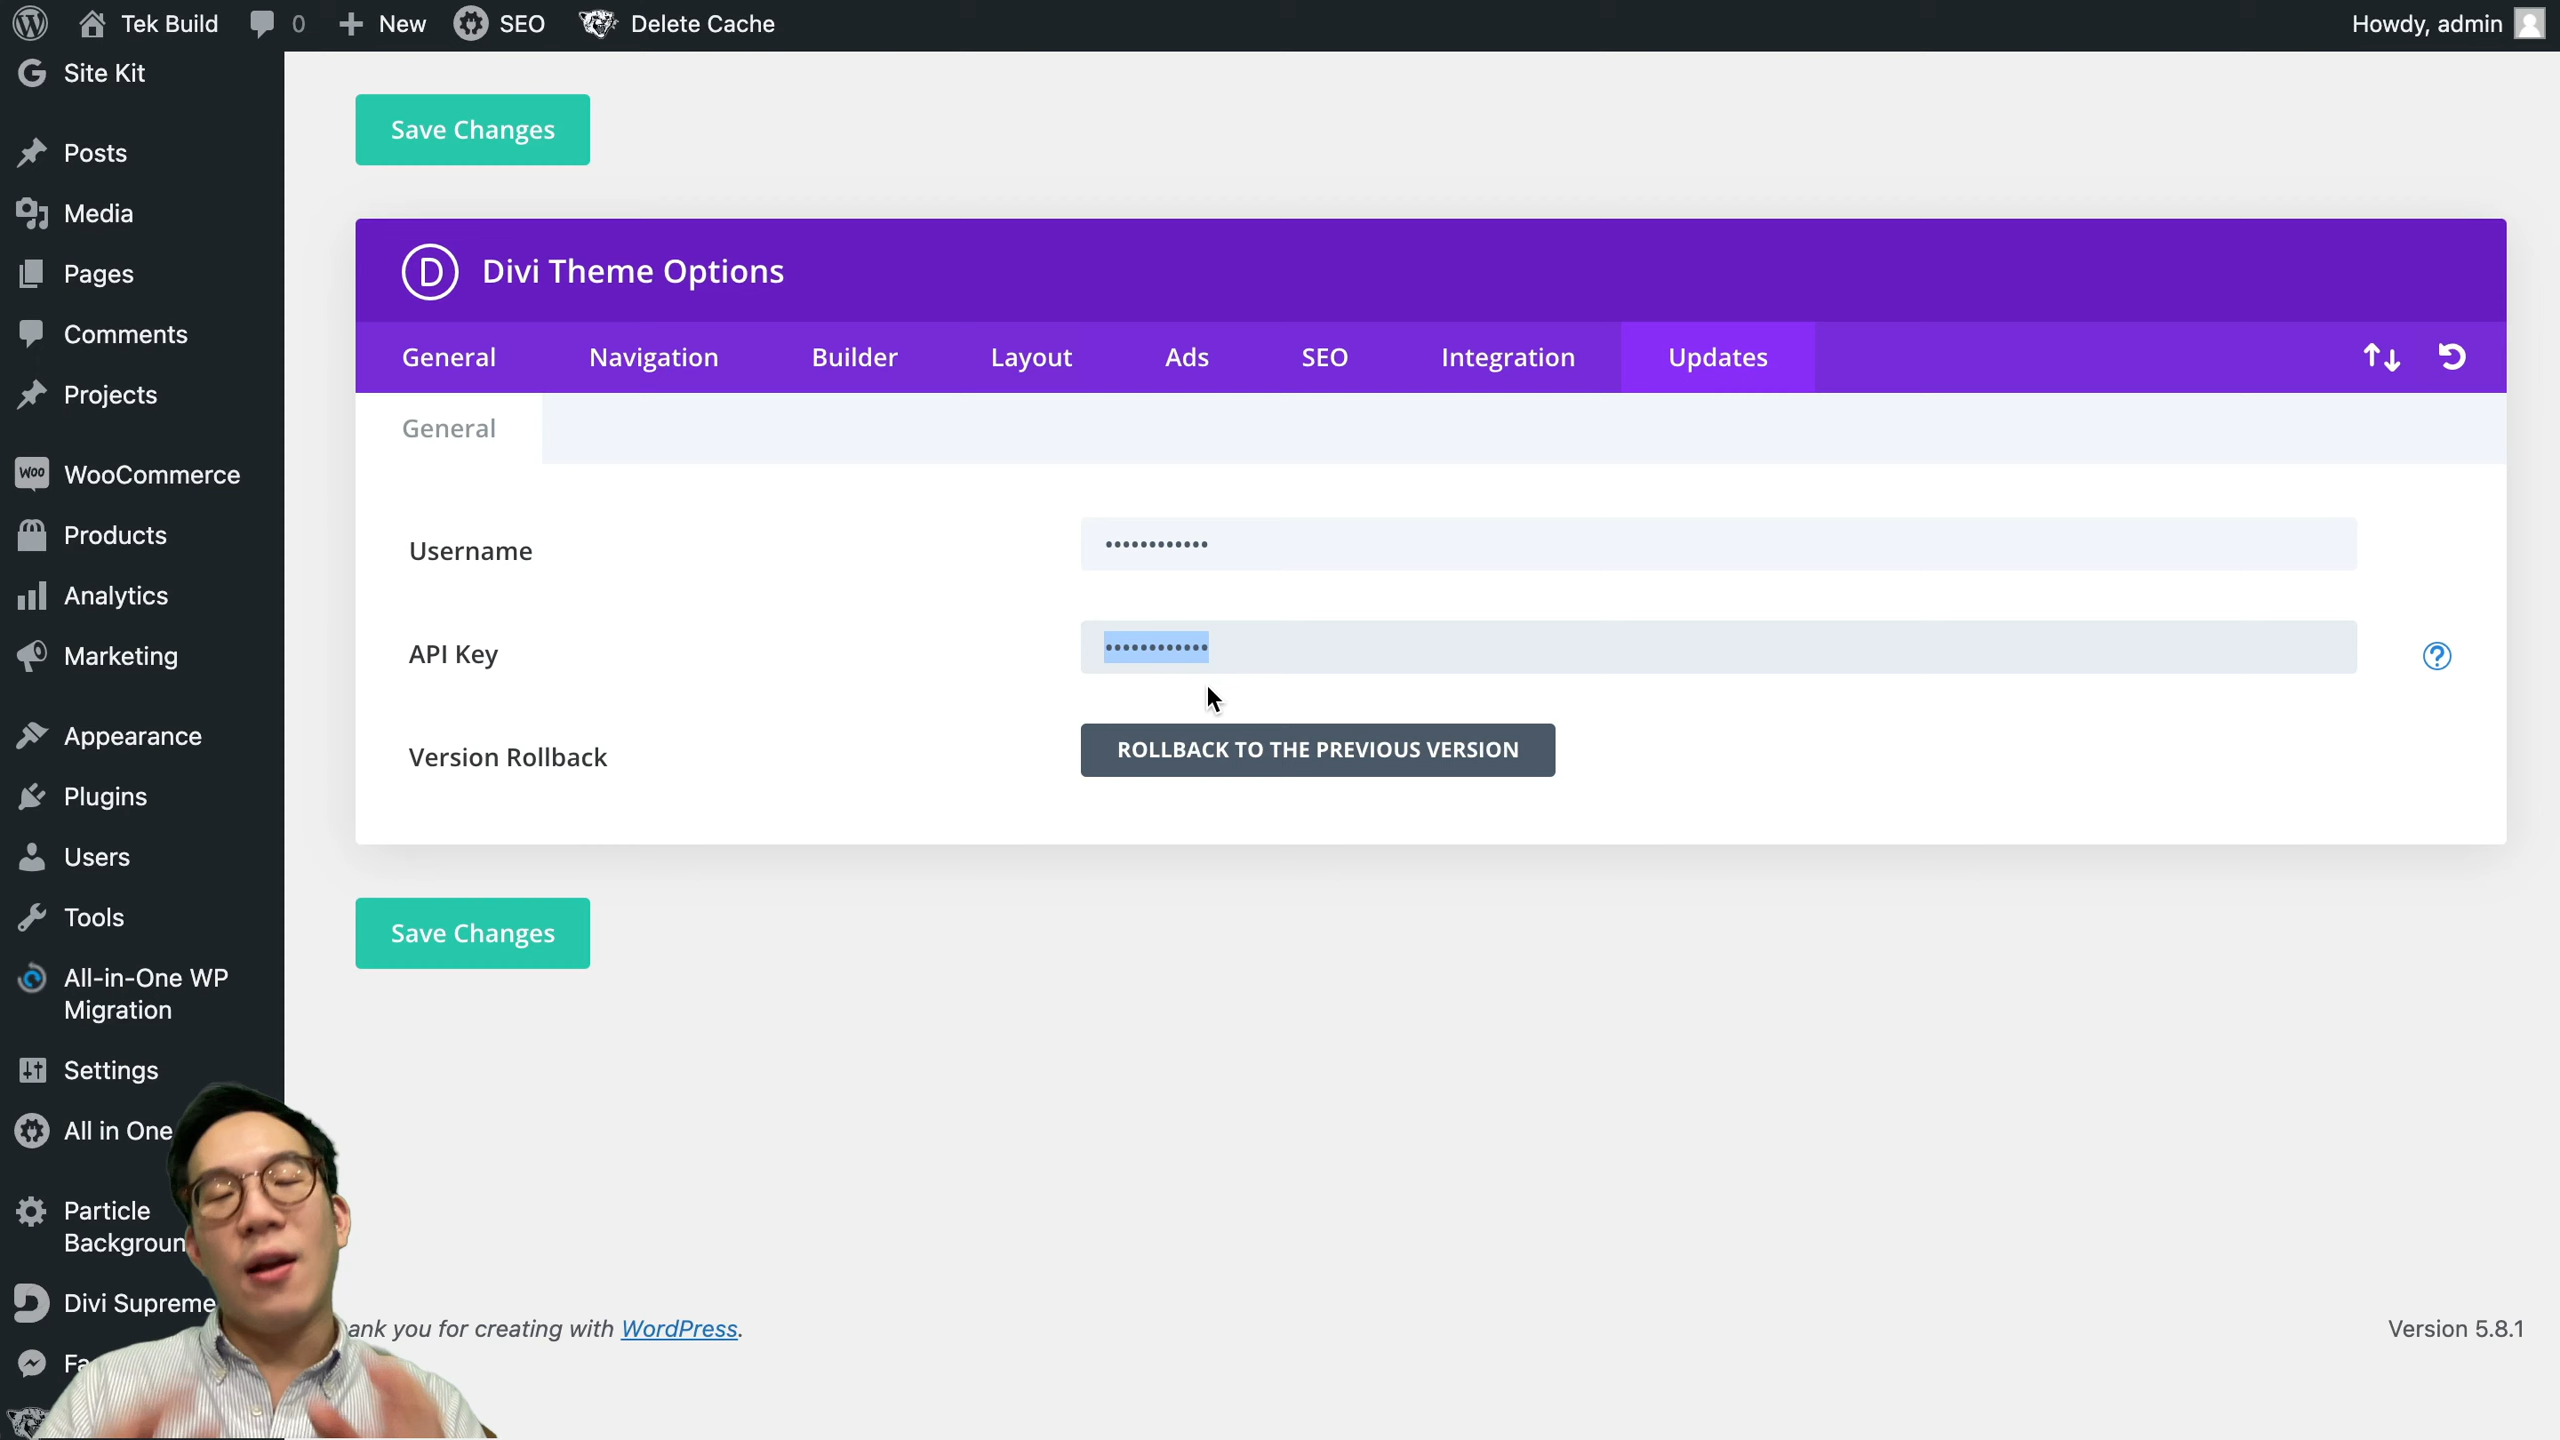 Tek Build
0
New
SEO
Delete Cache
Howdy, admin
Site Kit
Posts
Media
Pages
Comments
Projects
WOO
WooCommerce
Products
Analytics
Marketing
Appearance
Plugins
Users
Tools
All-in-One WP
Migration
Settings
All in One
Particle
Divi Supreme
Save Changes
D
Divi Theme Options
General
Navigation
Builder
Layout
Ads
SEO
Integration
Updates
General
Username
••••••••••••
API Key
••••••••••••
?
Version Rollback
ROLLBACK TO THE PREVIOUS VERSION
Save Changes
you for creating with WordPress.
Version 5.8.1